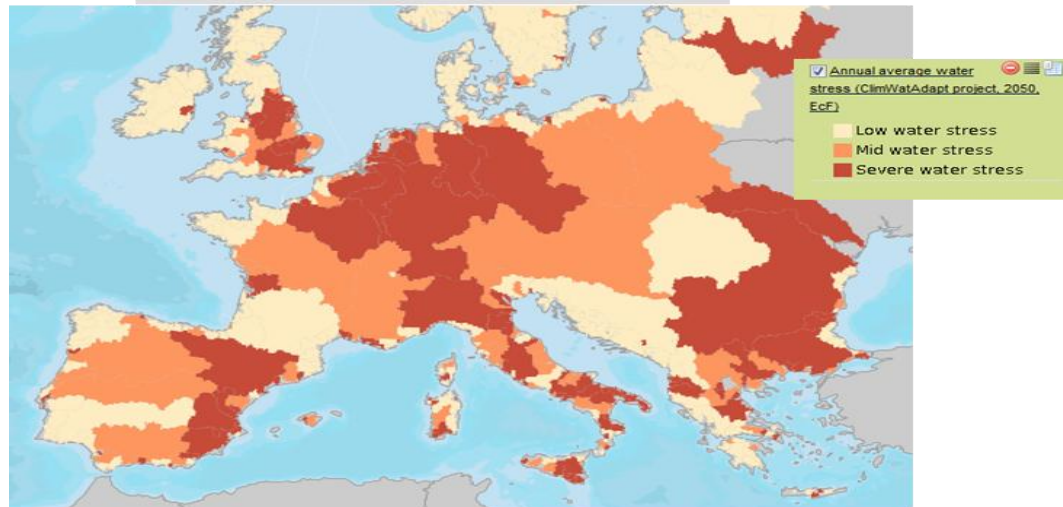 Annual average water
stress (ClimWatAdapt project, 2050,
EcF)
Low water stress
Mid water stress
Severe water stress